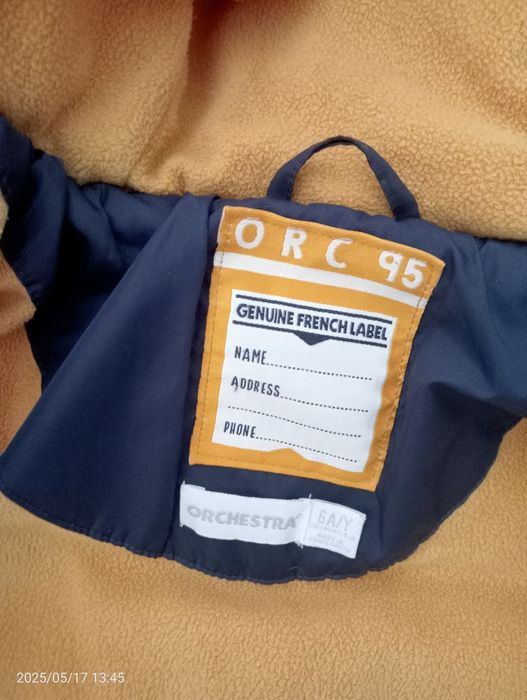 ORC 95
GENUINE FRENCH LABEL
NAME
ADDRESS
PHONE
ORCHESTRA
6A/Y
2025/05/17 13:45